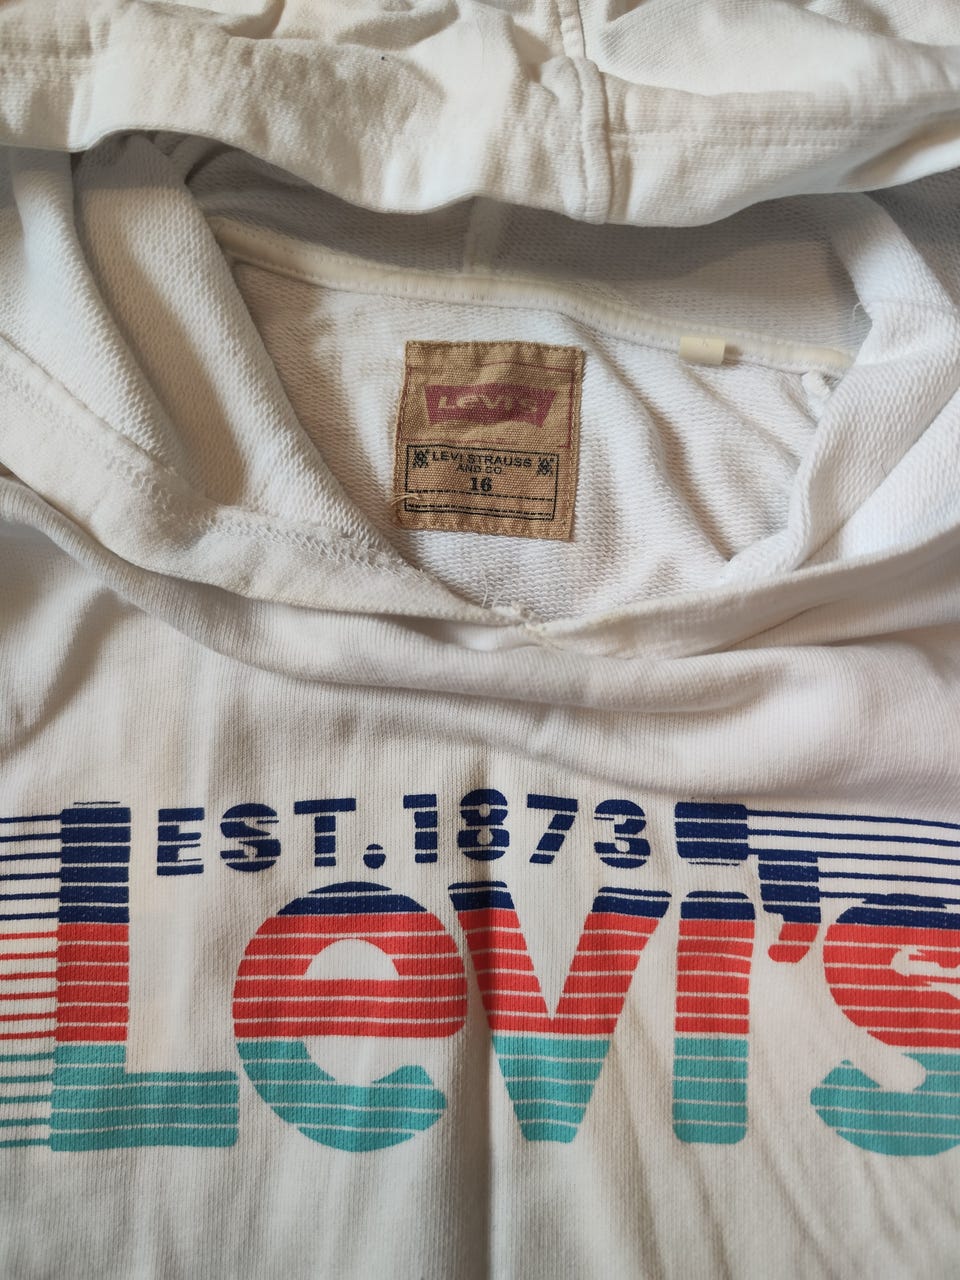 LEVI'S
LEVI STRAUSS
AND CO
16
EST.1873
Levi's